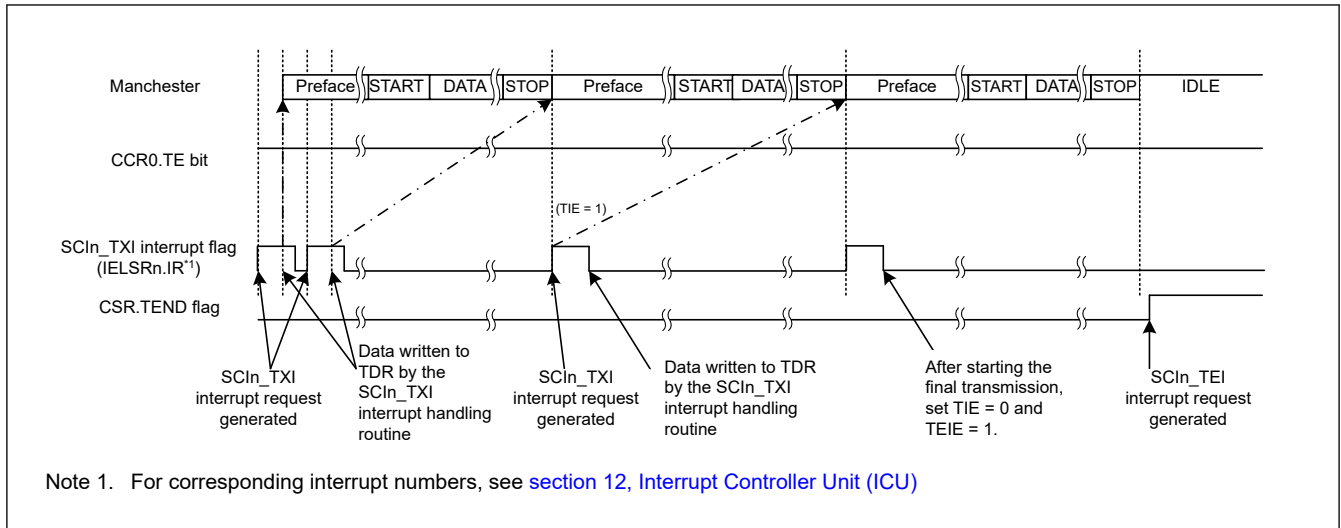 Manchester
Preface START DATA STOP Preface START DATA STOP Preface START DATA STOP IDLE
CCR0.TE bit
(TIE = 1)
SCIn_TXI interrupt flag
(IELSRn.IR*1)
CSR.TEND flag
SCIn_TXI
interrupt request
generated
Data written to
TDR by the
SCIn_TXI
interrupt handling
routine
SCIn_TXI
interrupt request
generated
Data written to TDR
by the SCIn_TXI
interrupt handling
routine
After starting the
final transmission,
set TIE = 0 and
TEIE = 1.
SCIn_TEI
interrupt request
generated
Note 1. For corresponding interrupt numbers, see section 12, Interrupt Controller Unit (ICU)